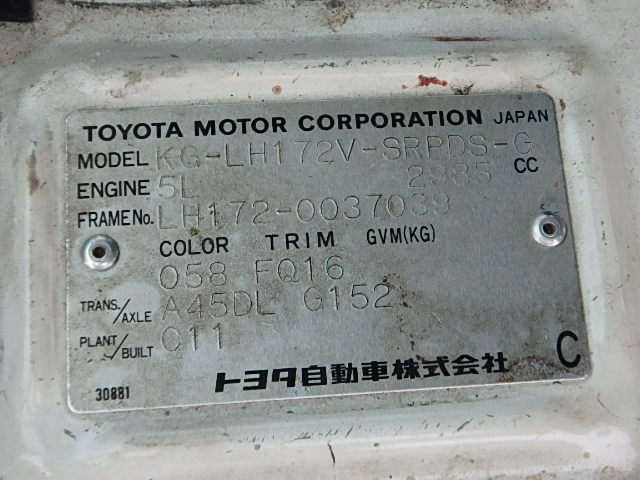 TOYOTA MOTOR CORPORATION JAPAN
MODEL KG-LH172V-SRPDS-G
ENGINE 5L 2985 CC
FRAME No. LH172-0037039
COLOR TRIM GVM(KG)
058 FQ16
TRANS./AXLE A45DL G152
PLANT/BUILT C11
30881 トヨタ自動車株式会社 C